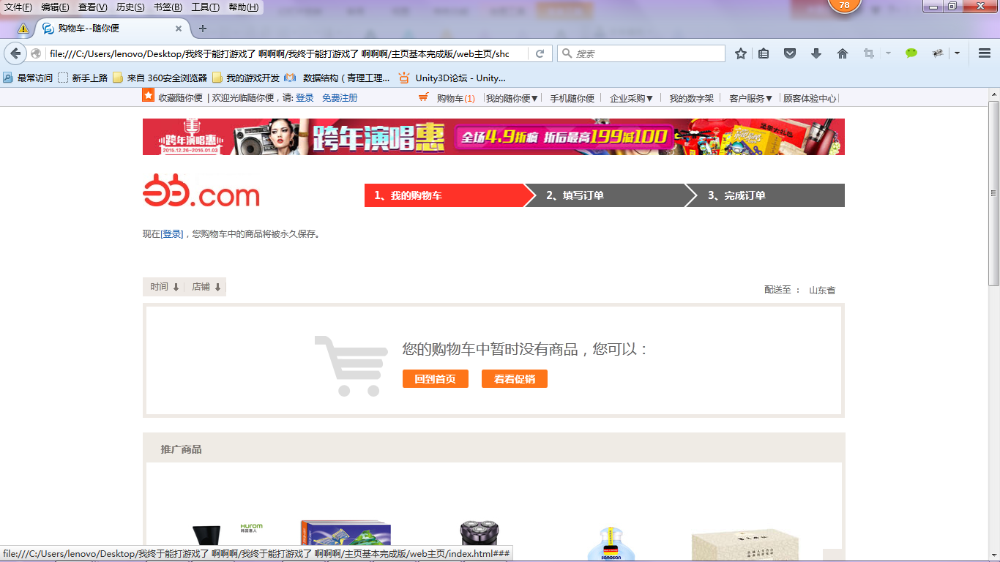 文件(F) 编辑(E) 查看(V) 历史(S) 书签(B) 工具(T) 帮助(H)
78
购物车--随你便
file:///C:/Users/lenovo/Desktop/我终于能打游戏了 啊啊啊/我终于能打游戏了 啊啊啊/主页基本完成版/web主页/shc
搜索
最常访问 新手上路 来自 360安全浏览器 我的游戏开发 数据结构 ( 青理工理... Unity3D论坛 - Unity...
收藏随你便 | 欢迎光临随你便，请: 登录 免费注册 购物车(1) |我的随你便▼| 手机随你便 | 企业采购▼ | 我的数字架 | 客户服务▼ | 顾客体验中心|
跨年演唱惠
2015.12.26-2016.01.03
跨年演唱惠 全场4.9折疯 折后最高199减100
.com
1、我的购物车 2、填写订单 3、完成订单
现在[登录]，您购物车中的商品将被永久保存。
时间 ⬇ 店铺 ⬇ 配送至 ： 山东省
您的购物车中暂时没有商品，您可以：
回到首页 看看促销
推广商品
HUROM
韩国惠人
sanosan
file:///C:/Users/lenovo/Desktop/我终于能打游戏了 啊啊啊/我终于能打游戏了 啊啊啊/主页基本完成版/web主页/index.html###